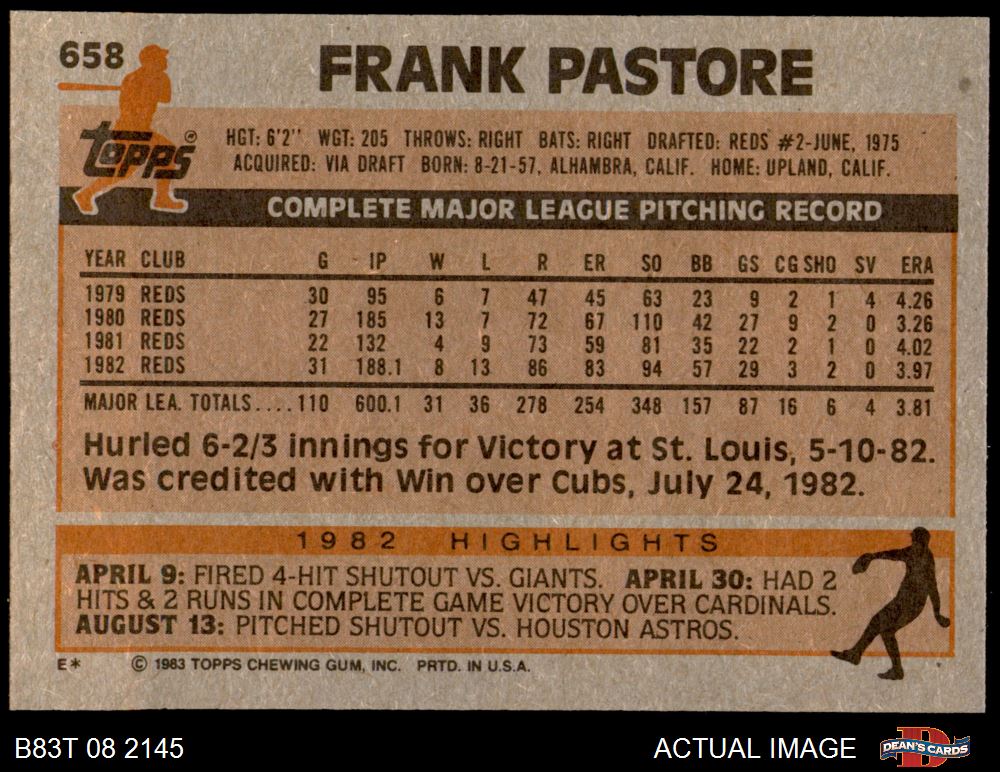 658
FRANK PASTORE
Topps®
HGT: 6'2" WGT: 205 THROWS: RIGHT BATS: RIGHT DRAFTED: REDS #2-JUNE, 1975
ACQUIRED: VIA DRAFT BORN: 8-21-57, ALHAMBRA, CALIF. HOME: UPLAND, CALIF.
COMPLETE MAJOR LEAGUE PITCHING RECORD
YEAR CLUB G IP W L R ER SO BB GS CG SHO SV ERA
1979 REDS 30 95 6 7 47 45 63 23 9 2 1 4 4.26
1980 REDS 27 185 13 7 72 67 110 42 27 9 2 0 3.26
1981 REDS 22 132 4 9 73 59 81 35 22 2 1 0 4.02
1982 REDS 31 188.1 8 13 86 83 94 57 29 3 2 0 3.97
MAJOR LEA. TOTALS....110 600.1 31 36 278 254 348 157 87 16 6 4 3.81
Hurled 6-2/3 innings for Victory at St. Louis, 5-10-82.
Was credited with Win over Cubs, July 24, 1982.
1982 HIGHLIGHTS
APRIL 9: FIRED 4-HIT SHUTOUT VS. GIANTS. APRIL 30: HAD 2
HITS & 2 RUNS IN COMPLETE GAME VICTORY OVER CARDINALS.
AUGUST 13: PITCHED SHUTOUT VS. HOUSTON ASTROS.
E* © 1983 TOPPS CHEWING GUM, INC. PRTD. IN U.S.A.
B83T 08 2145 ACTUAL IMAGE D DEAN'S CARDS